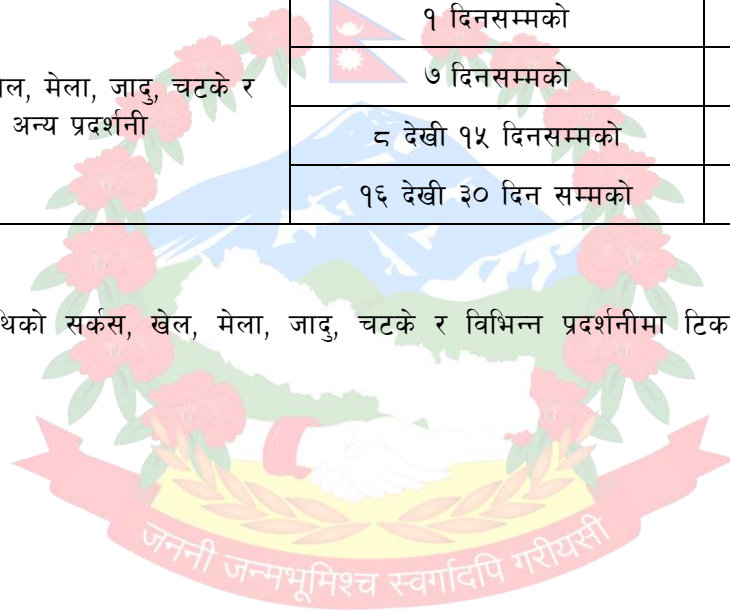 १ दिनसम्मको
७ दिनसम्मको
मेला, जादु, चटके र
अन्य प्रदर्शनी
८ देखी १५ दिनसम्मको
१६ देखी ३० दिन सम्मको
सर्कस, खेल, मेला, जादु, चटके र विभिन्न प्रदर्शनीमा
जननी जन्मभूमिश्च स्वर्गादपि गरीयसी